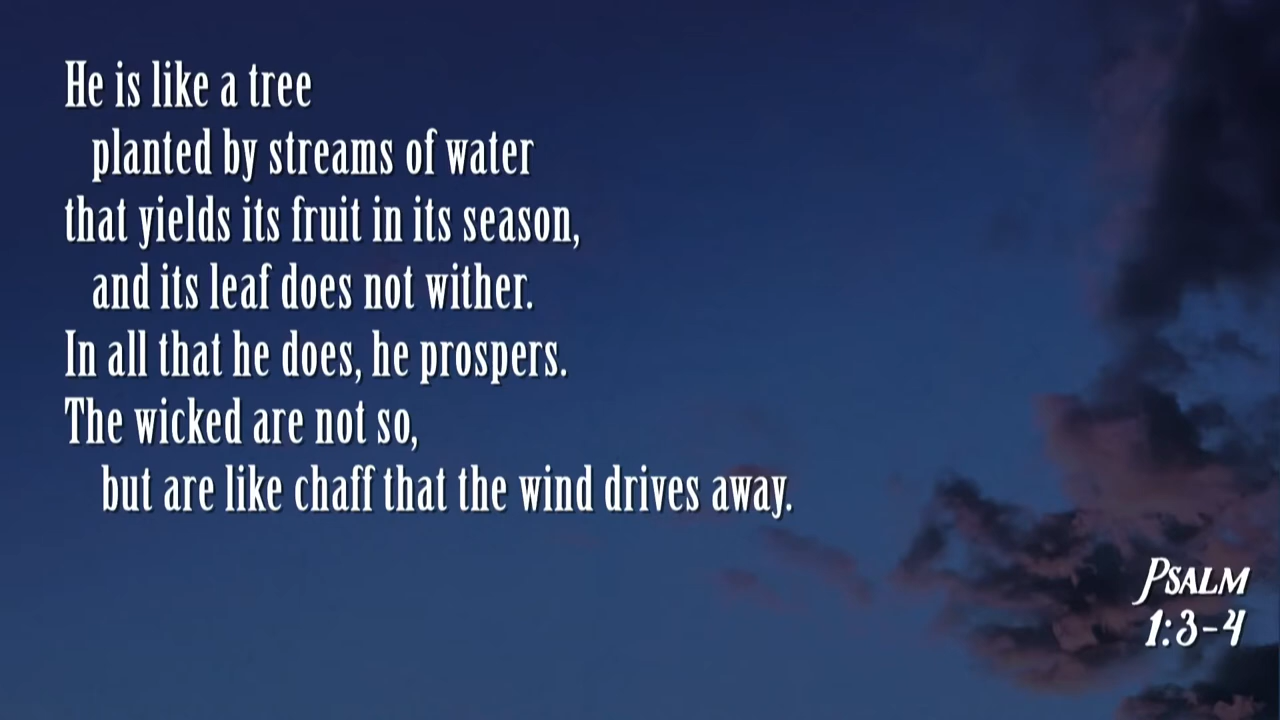 He is like a tree
planted by streams of water
that yields its fruit in its season,
and its leaf does not wither.
In all that he does, he prospers.
The wicked are not so,
but are like chaff that the wind drives away.
Psalm
1:3-4